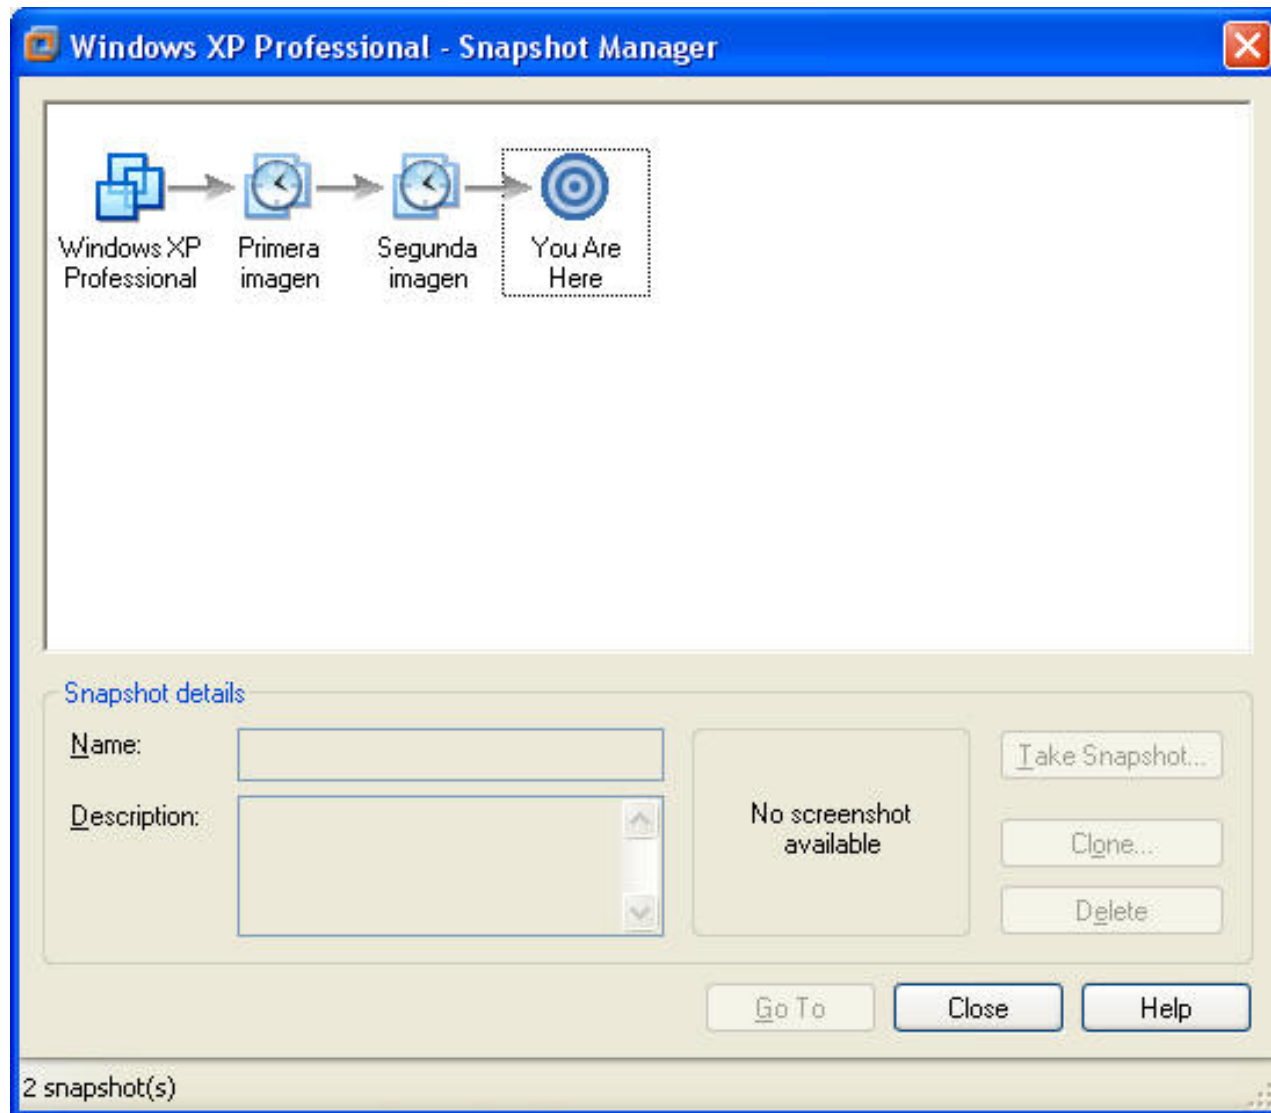 Windows XP Professional - Snapshot Manager
Windows XP
Professional
Primera
imagen
Segunda
imagen
You Are
Here
Snapshot details
Name:
Take Snapshot...
Description:
No screenshot
available
Clone...
Delete
Go To
Close
Help
2 snapshot(s)